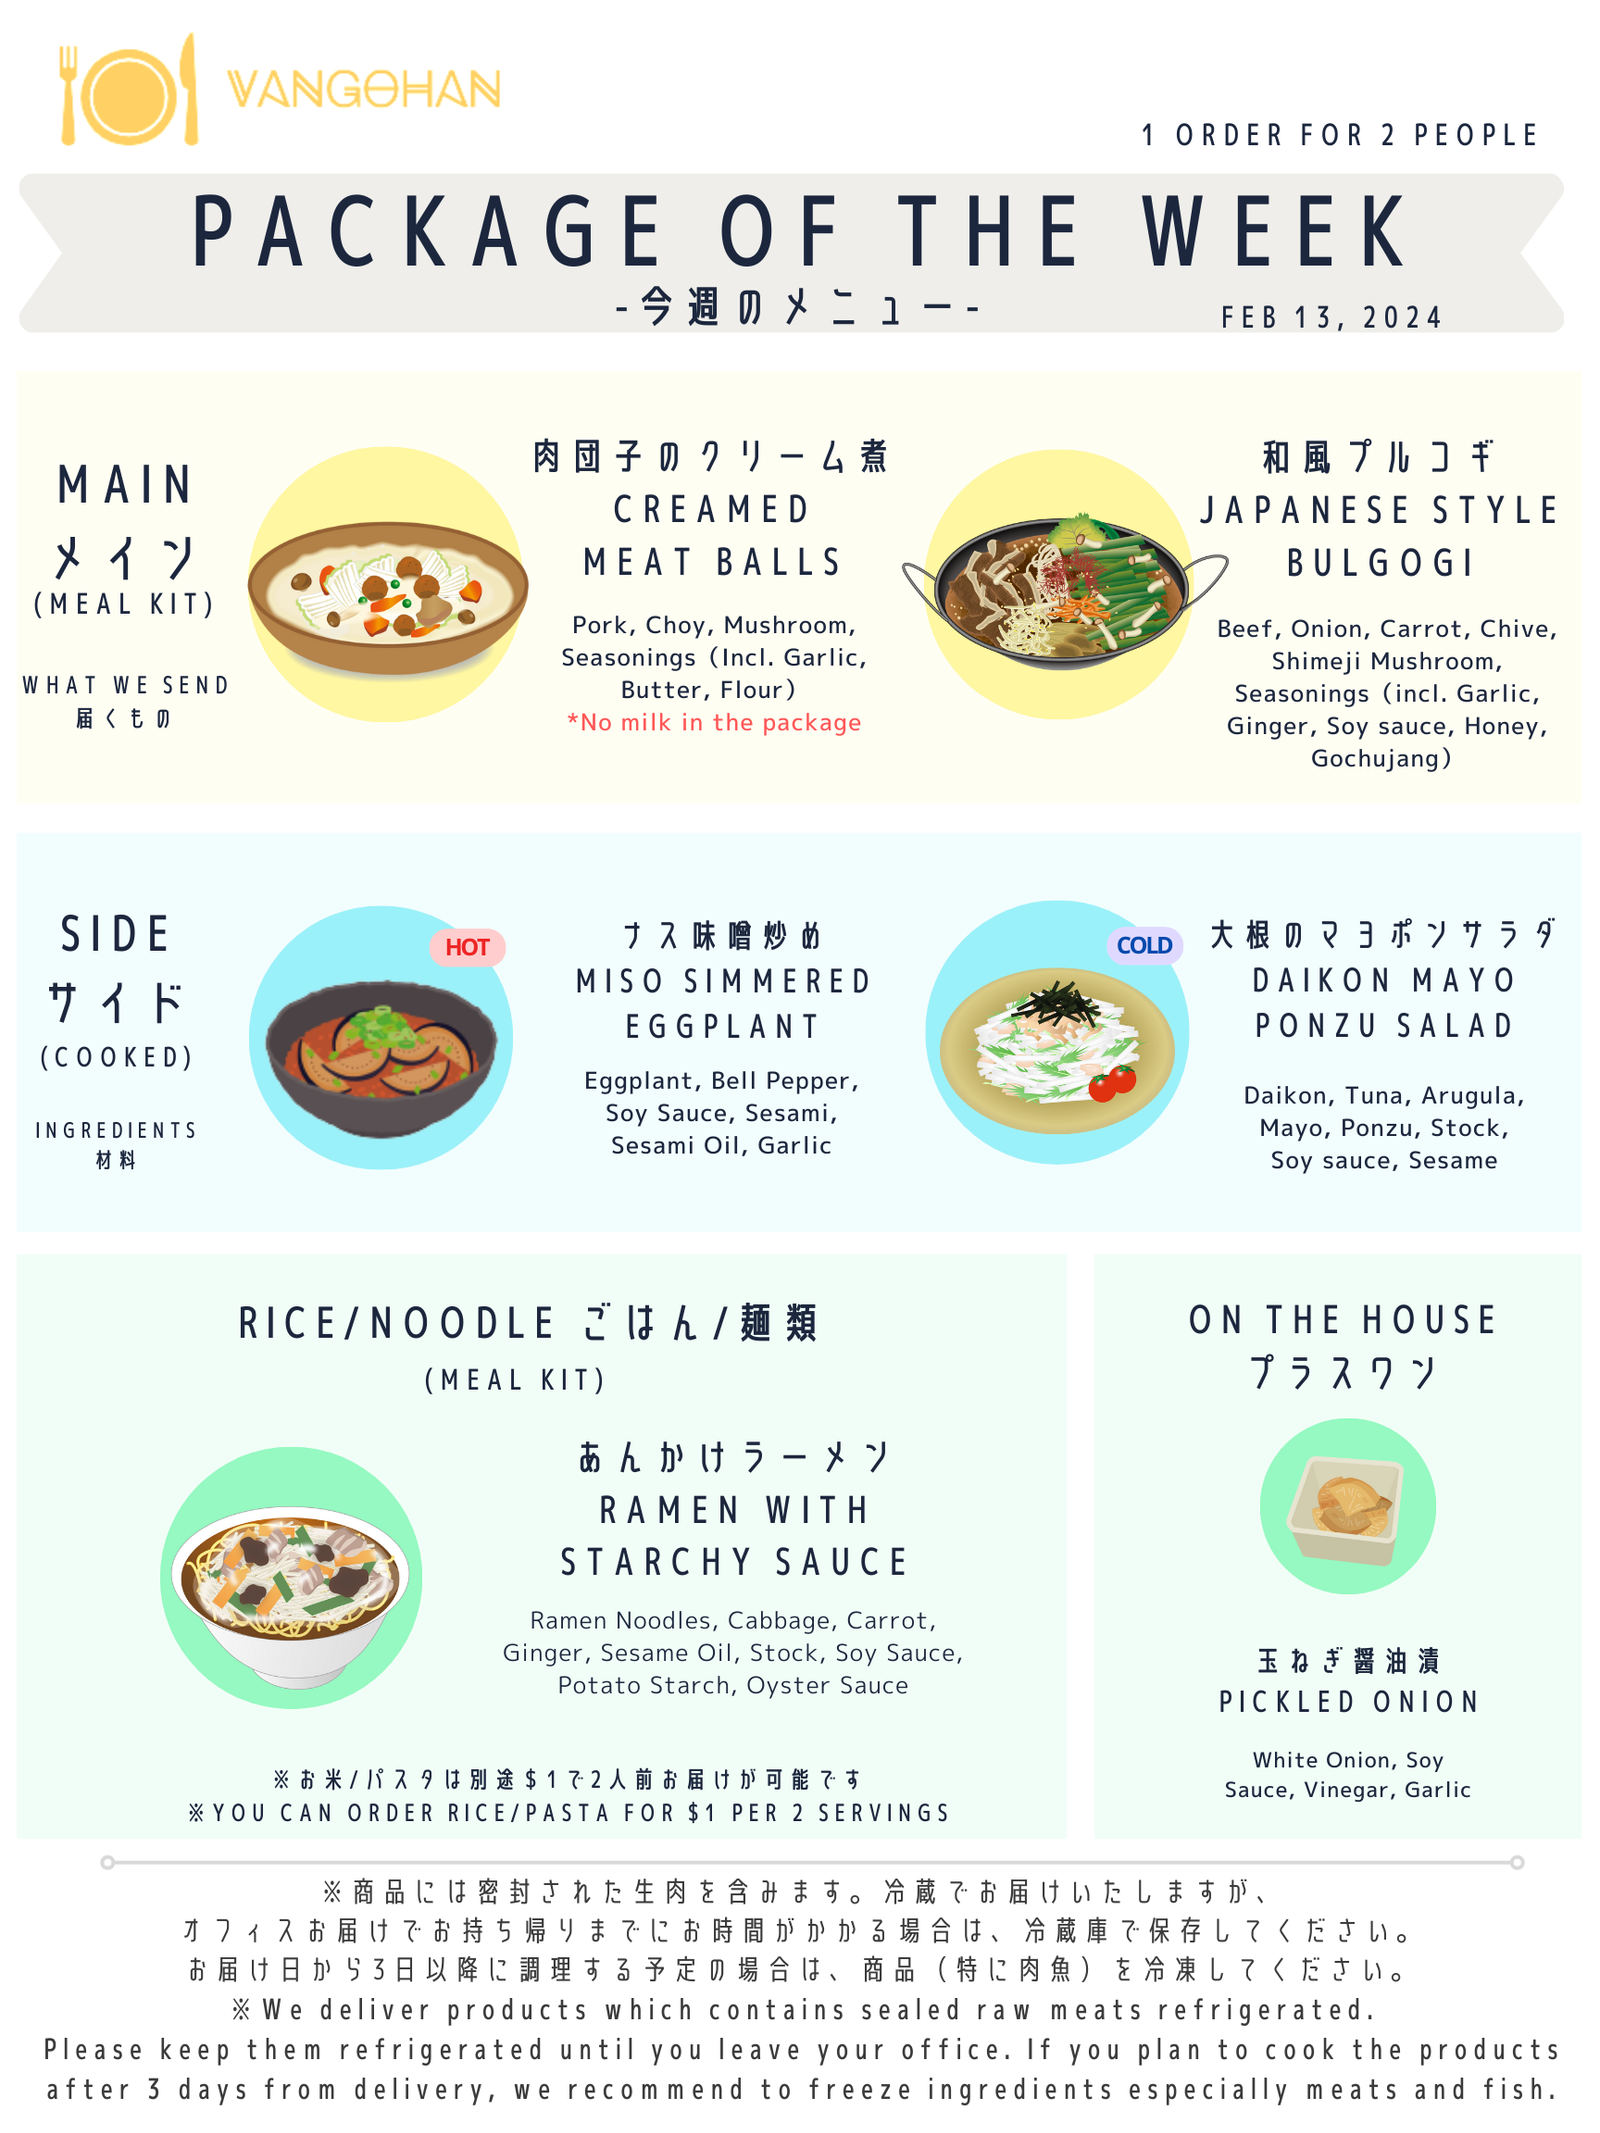 VANGOHAN
1 ORDER FOR 2 PEOPLE
PACKAGE OF THE WEEK
-今週のメニュー-
FEB 13, 2024
MAIN
メイン
(MEAL KIT)
WHAT WE SEND
届くもの
肉団子のクリーム煮
CREAMED
MEAT BALLS
Pork, Choy, Mushroom,
Seasonings (Incl. Garlic,
Butter, Flour)
*No milk in the package
和風プルコギ
JAPANESE STYLE
BULGOGI
Beef, Onion, Carrot, Chive,
Shimeji Mushroom,
Seasonings (incl. Garlic,
Ginger, Soy sauce, Honey,
Gochujang)
SIDE
サイド
(COOKED)
INGREDIENTS
材料
HOT
ナス味噌炒め
MISO SIMMERED
EGGPLANT
Eggplant, Bell Pepper,
Soy Sauce, Sesami,
Sesami Oil, Garlic
COLD
大根のマヨポンサラダ
DAIKON MAYO
PONZU SALAD
Daikon, Tuna, Arugula,
Mayo, Ponzu, Stock,
Soy sauce, Sesame
RICE/NOODLE ごはん/麺類
(MEAL KIT)
あんかけラーメン
RAMEN WITH
STARCHY SAUCE
Ramen Noodles, Cabbage, Carrot,
Ginger, Sesame Oil, Stock, Soy Sauce,
Potato Starch, Oyster Sauce
※お米/パスタは別途$1で2人前お届けが可能です
※YOU CAN ORDER RICE/PASTA FOR $1 PER 2 SERVINGS
ON THE HOUSE
プラスワン
玉ねぎ醤油漬
PICKLED ONION
White Onion, Soy
Sauce, Vinegar, Garlic
※商品には密封された生肉を含みます。冷蔵でお届けいたしますが、
オフィスお届けでお持ち帰りまでにお時間がかかる場合は、冷蔵庫で保存してください。
お届け日から3日以降に調理する予定の場合は、商品（特に肉魚）を冷凍してください。
※We deliver products which contains sealed raw meats refrigerated.
Please keep them refrigerated until you leave your office. If you plan to cook the products
after 3 days from delivery, we recommend to freeze ingredients especially meats and fish.